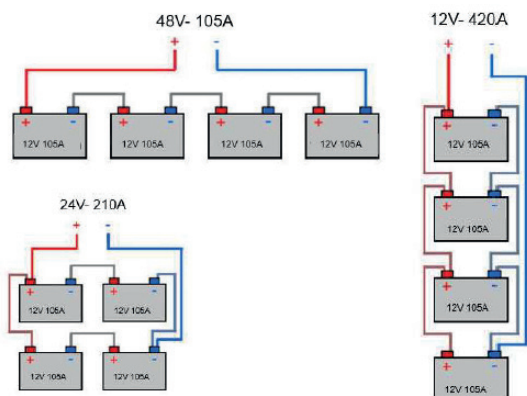 48V- 105A
+ -
+ - + - + - + -
12V 105A 12V 105A 12V 105A 12V 105A
24V- 210A
+ -
+ - + -
12V 105A 12V 105A
+ - + -
12V 105A 12V 105A
12V- 420A
+ -
+ -
12V 105A
+ -
12V 105A
+ -
12V 105A
+ -
12V 105A